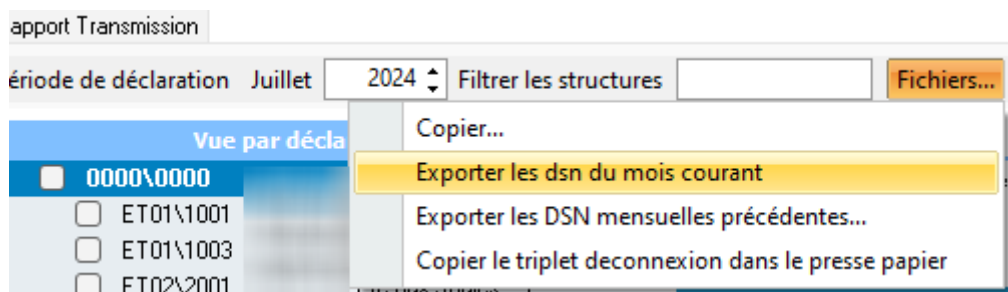 apport Transmission
ériode de déclaration Juillet 2024 Filtrer les structures Fichiers...
Vue par décla
Copier...
0000\0000
Exporter les dsn du mois courant
ET01\1001
Exporter les DSN mensuelles précédentes...
ET01\1003
Copier le triplet deconnexion dans le presse papier
ET02\2001